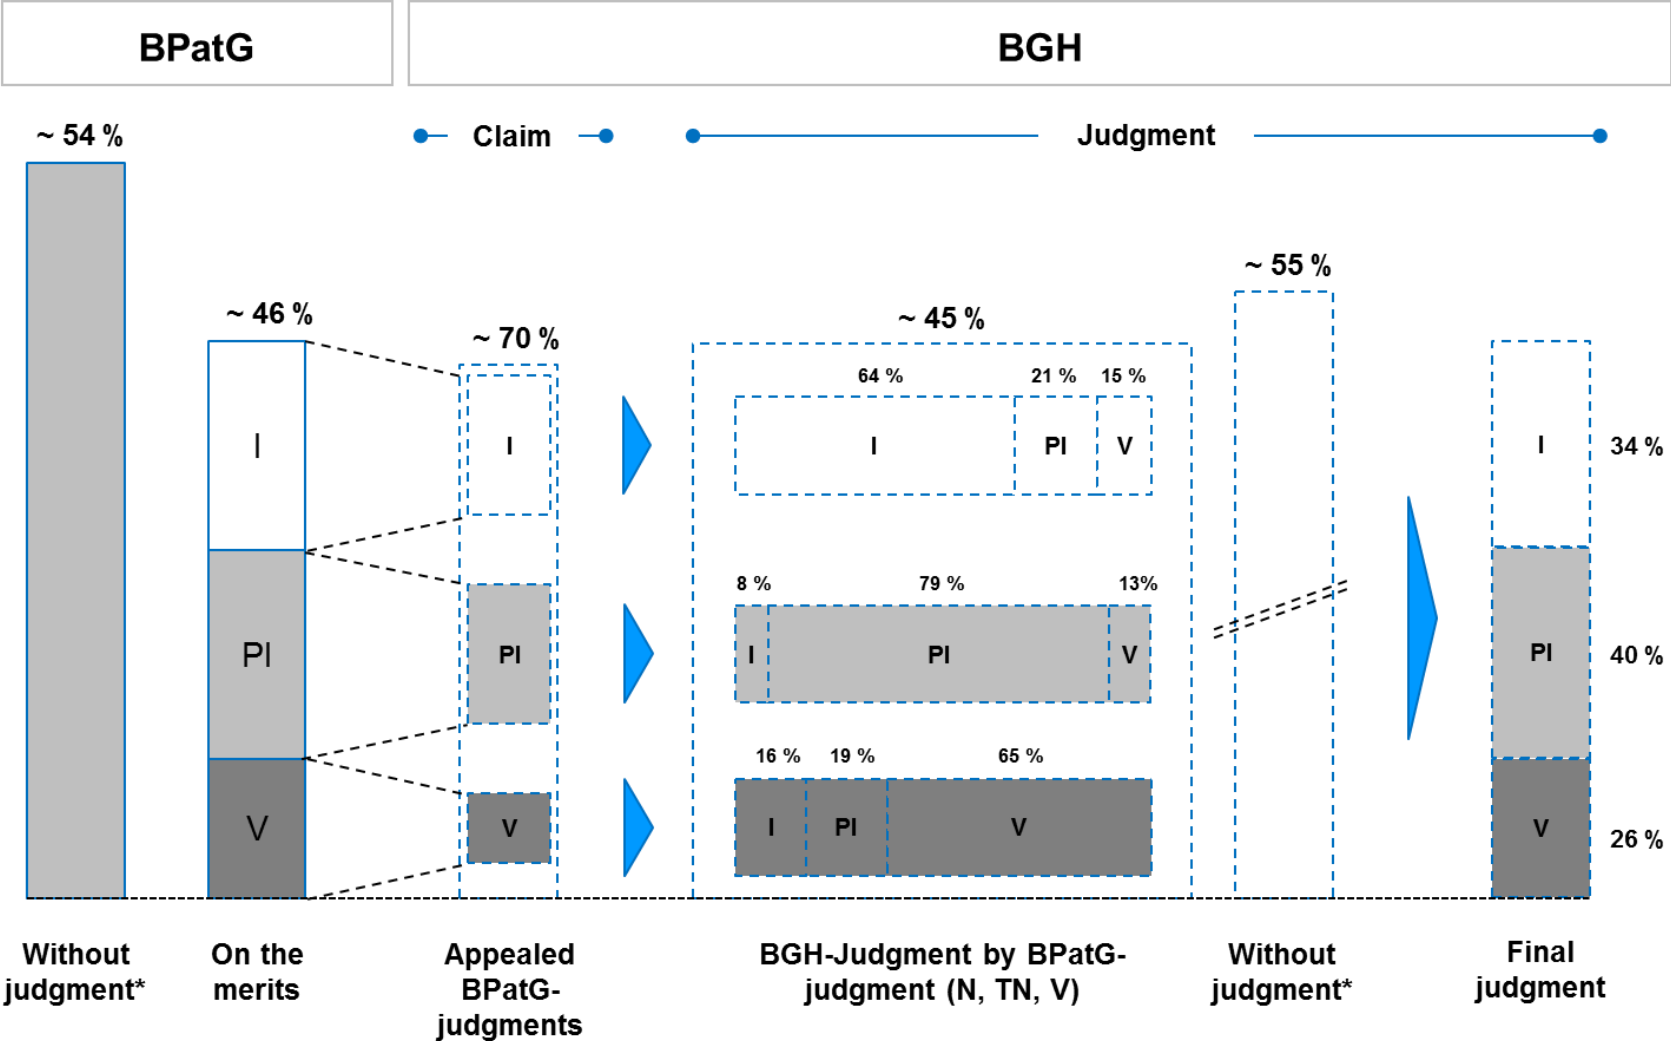 BPatG
BGH
~ 54 %
Claim
Judgment
~ 55 %
~ 46 %
~ 70 %
~ 45 %
64 %
21 %
15 %
I
I
I
PI
V
I
34 %
8 %
79 %
13%
PI
PI
I
PI
V
PI
40 %
16 %
19 %
65 %
V
V
I
PI
V
V
26 %
Without
judgment*
On the
merits
Appealed
BPatG-
judgments
BGH-Judgment by BPatG-
judgment (N, TN, V)
Without
judgment*
Final
judgment